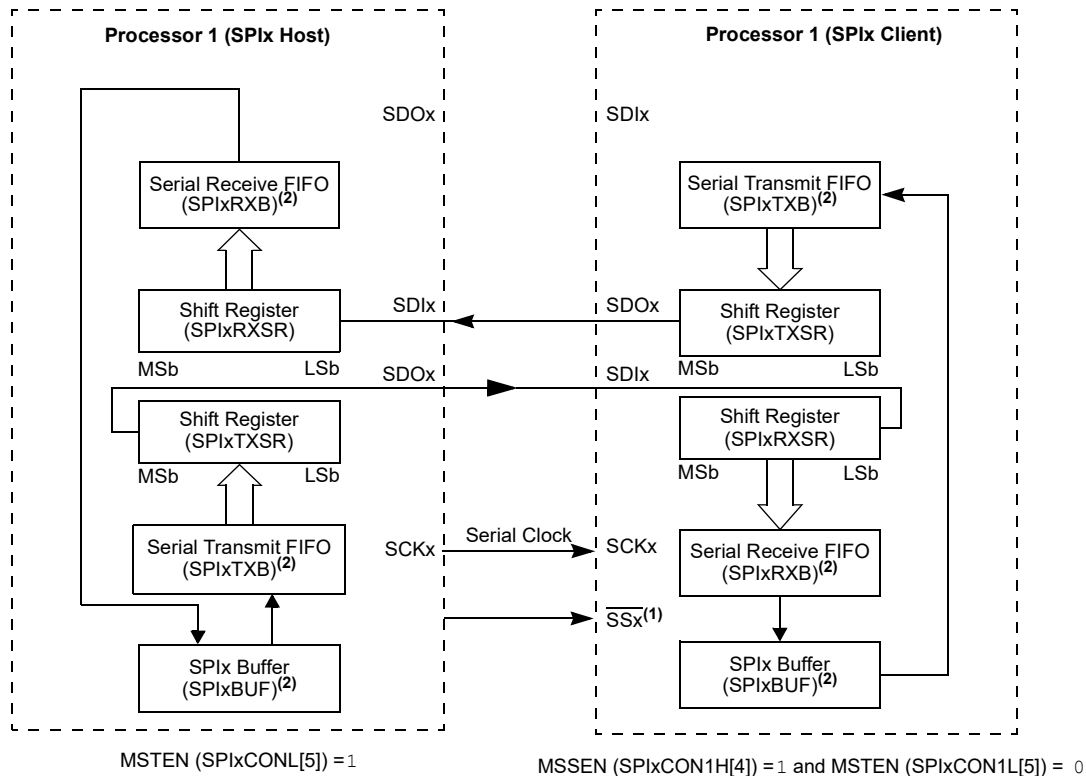 Processor 1 (SPIx Host)
SDOx
Serial Receive FIFO
(SPIxRXB)(2)
Shift Register
(SPIxRXSR)
SDIx
MSb
LSb
SDOx
Shift Register
(SPIxTXSR)
MSb
LSb
Serial Transmit FIFO
(SPIxTXB)(2)
SCKx
SPIx Buffer
(SPIxBUF)(2)
MSTEN (SPIxCONL[5]) = 1
Serial Clock
Processor 1 (SPIx Client)
SDIx
Serial Transmit FIFO
(SPIxTXB)(2)
SDOx
Shift Register
(SPIxTXSR)
MSb
LSb
SDIx
Shift Register
(SPIxRXSR)
MSb
LSb
SCKx
Serial Receive FIFO
(SPIxRXB)(2)
SSx(1)
SPIx Buffer
(SPIxBUF)(2)
MSSEN (SPIxCON1H[4]) = 1 and MSTEN (SPIxCON1L[5]) = 0